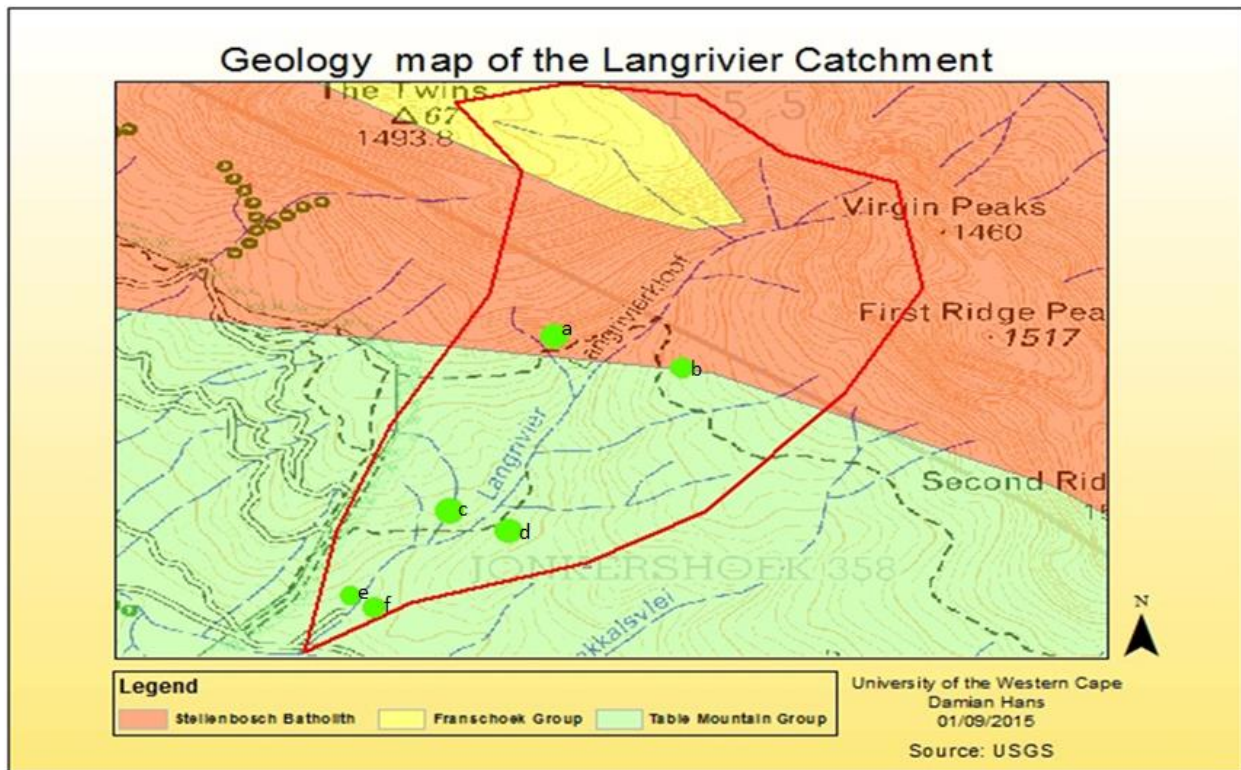 Geology map of the Langrivier Catchment
The Twins
67
1493.8
155
Virgin Peaks
1460
Langrivierkloof
First Ridge Pea
1517
a
b
Langrivier
Second Rid
c
d
JONKERSHOEK 358
e
f
kkalsvlei
N
Legend
Stellenbosch Batholith
Franschoek Group
Table Mountain Group
University of the Western Cape
Damian Hans
01/09/2015
Source: USGS